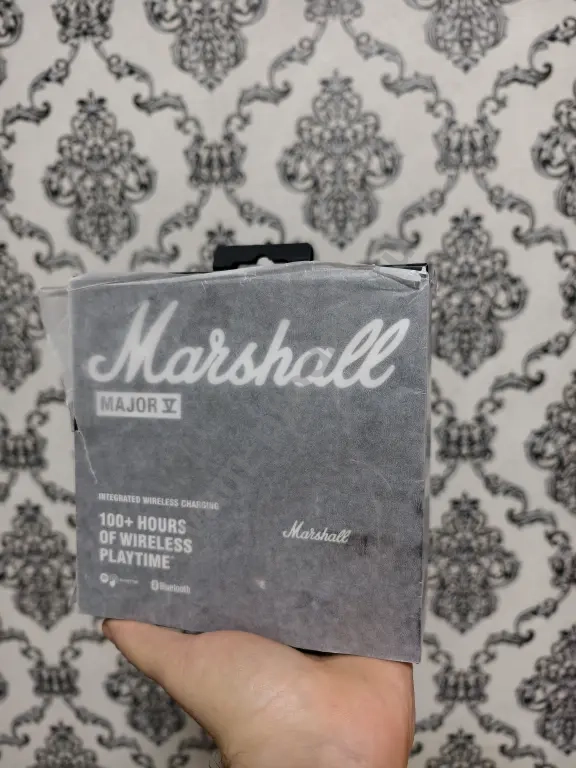 Marshall
MAJOR V
INTEGRATED WIRELESS CHARGING
100+ HOURS
OF WIRELESS
PLAYTIME
Marshall
Bluetooth